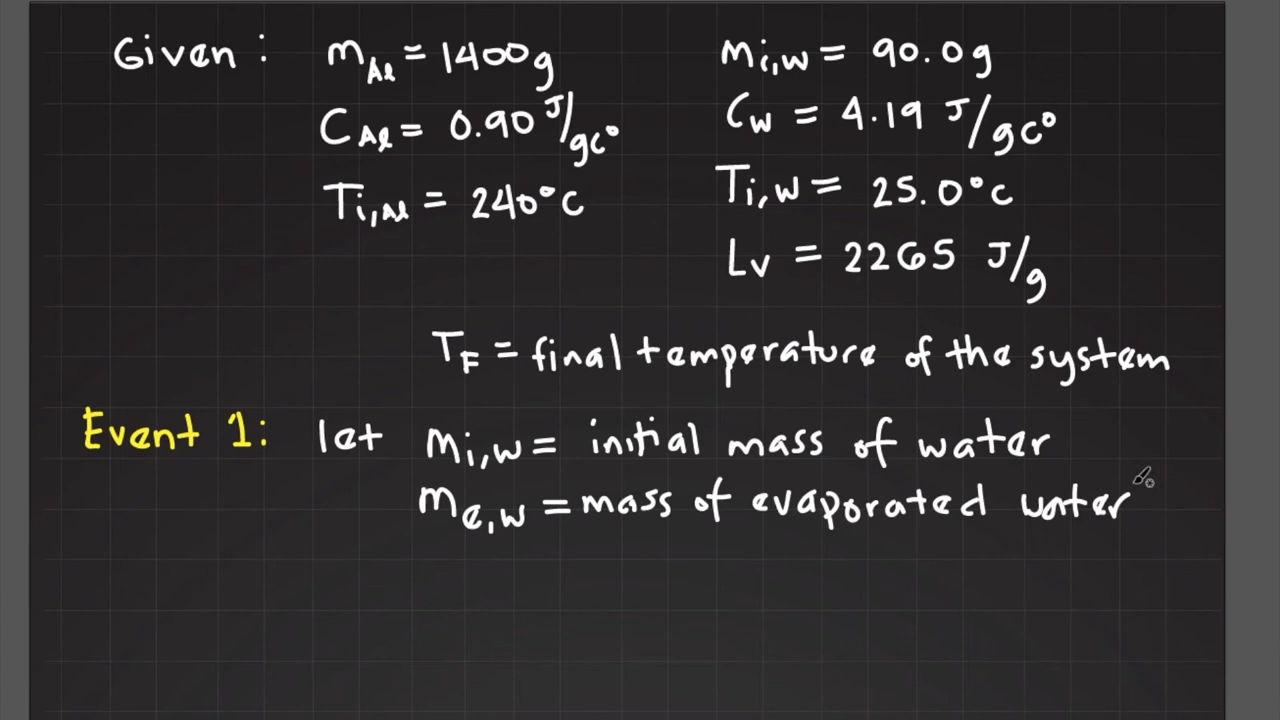 Given: m_Al = 1400g m_i,w = 90.0g
C_Al = 0.90 J/gC° C_w = 4.19 J/gC°
T_i,Al = 240°C T_i,w = 25.0°C
L_v = 2265 J/g
T_F = final temperature of the system
Event 1: let m_i,w = initial mass of water
m_e,w = mass of evaporated water